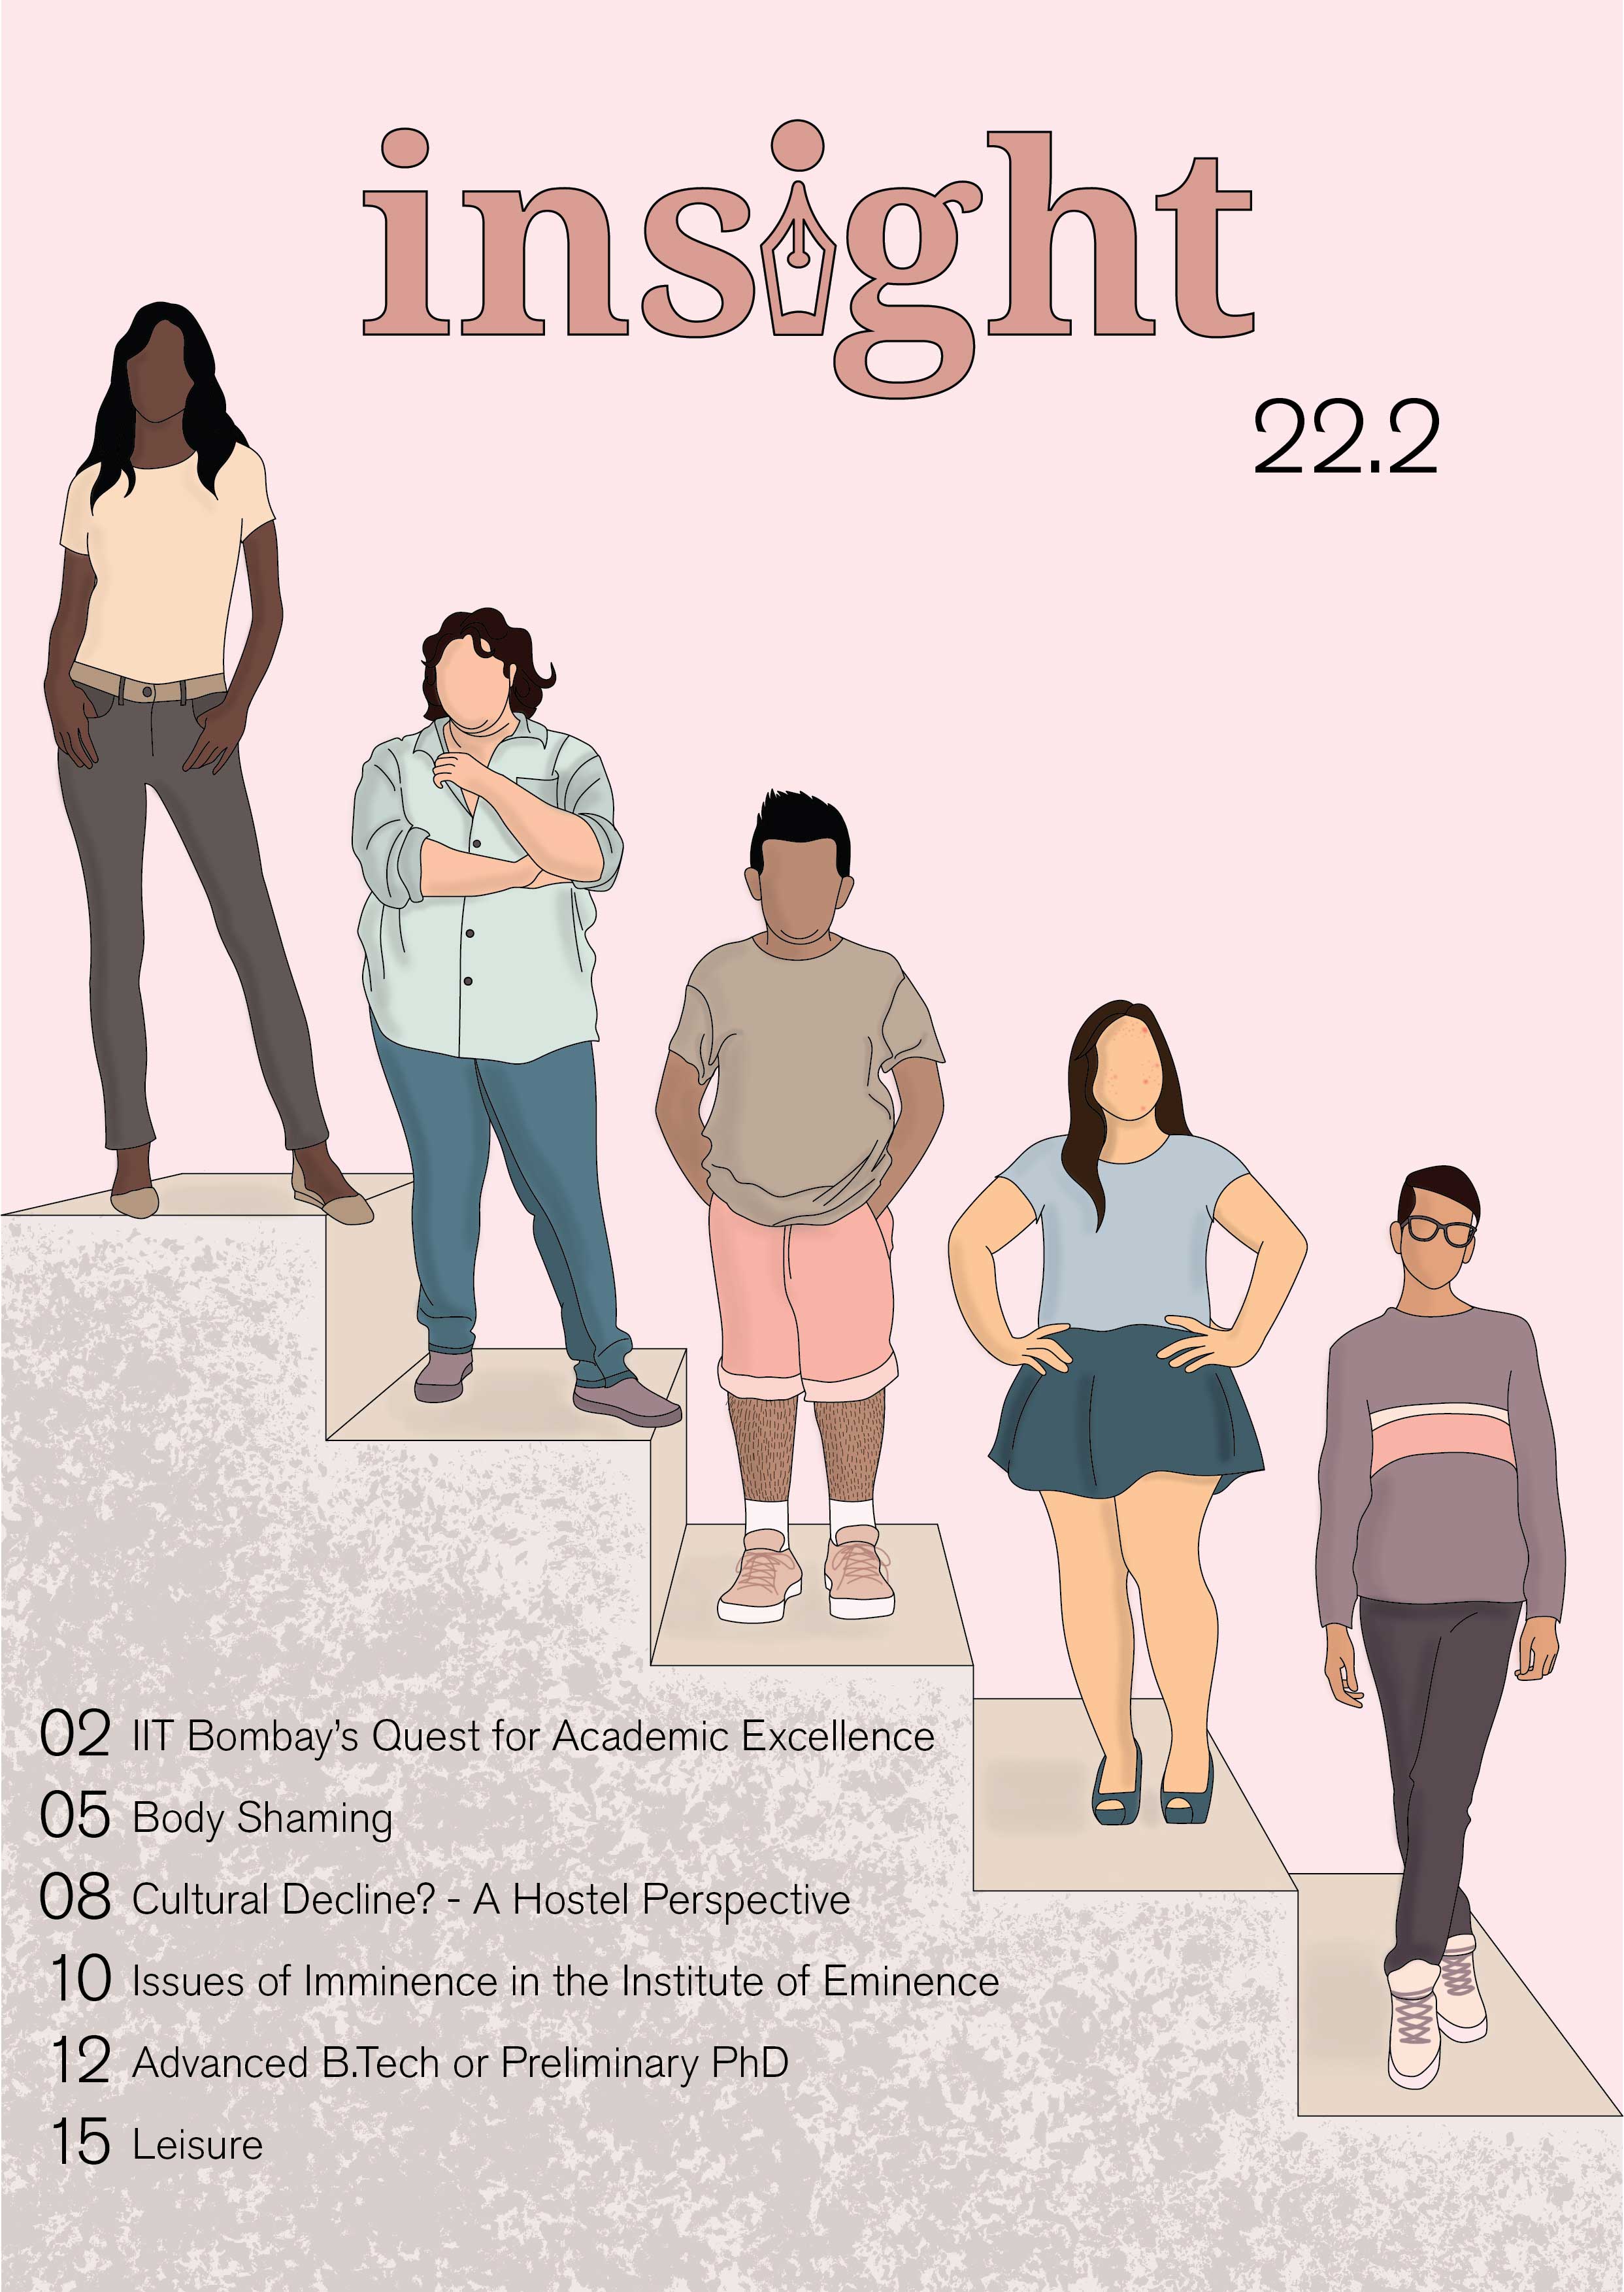 insight
22.2
02 IIT Bombay’s Quest for Academic Excellence
05 Body Shaming
08 Cultural Decline? - A Hostel Perspective
10 Issues of Imminence in the Institute of Eminence
12 Advanced B.Tech or Preliminary PhD
15 Leisure